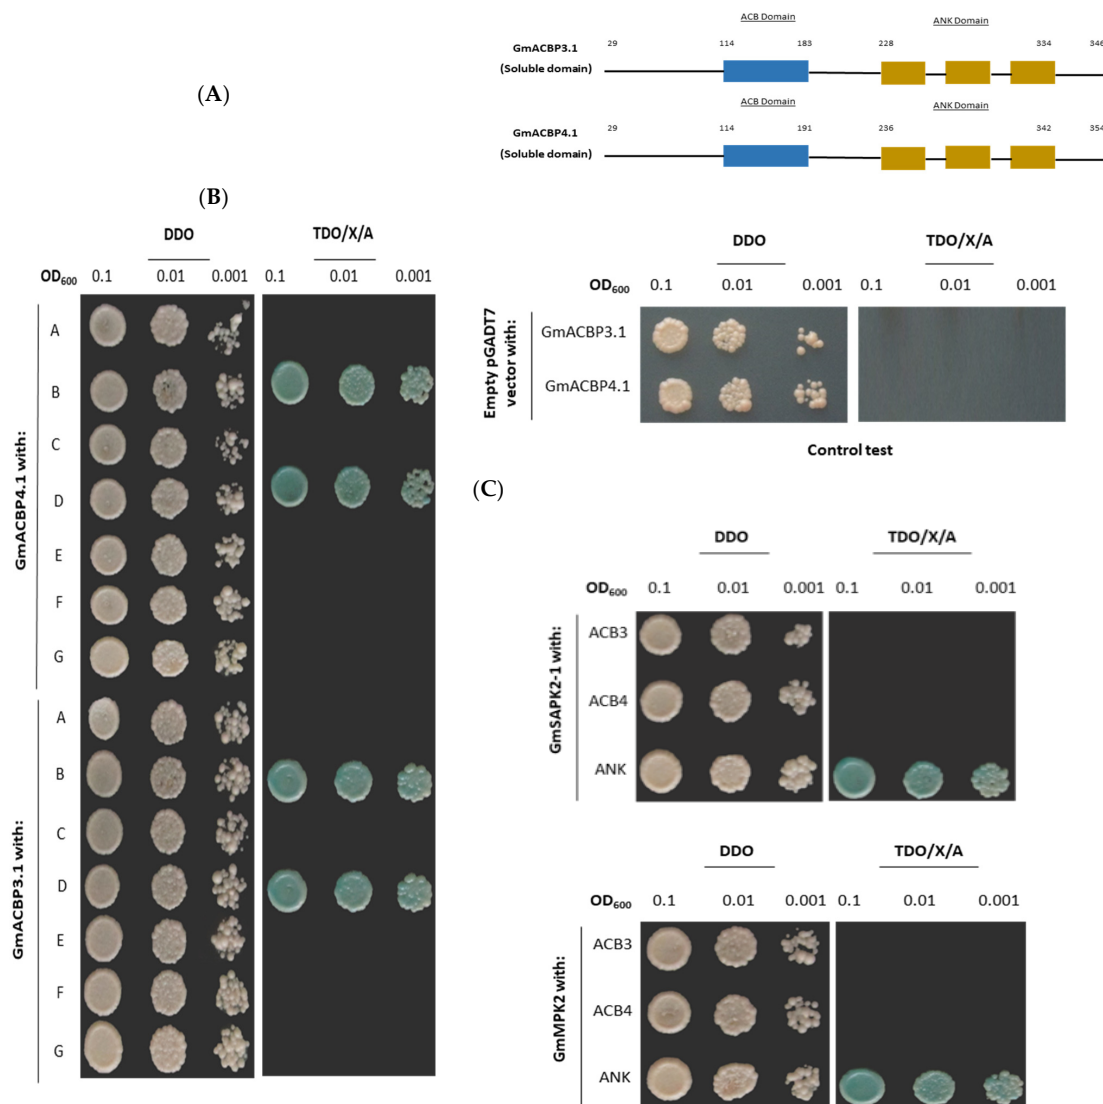 (A)
ACB Domain ANK Domain
GmACBP3.1 29 114 183 228 334 346
(Soluble domain)
ACB Domain ANK Domain
GmACBP4.1 29 114 191 236 342 354
(Soluble domain)
(B)
DDO TDO/X/A
OD600 0.1 0.01 0.001 0.1 0.01 0.001
GmACBP4.1 with:
A
B
C
D
E
F
G
GmACBP3.1 with:
A
B
C
D
E
F
G
DDO TDO/X/A
OD600 0.1 0.01 0.001 0.1 0.01 0.001
Empty pGADT7
vector with:
GmACBP3.1
GmACBP4.1
Control test
(C)
DDO TDO/X/A
OD600 0.1 0.01 0.001 0.1 0.01 0.001
GmSAPK2-1 with:
ACB3
ACB4
ANK
DDO TDO/X/A
OD600 0.1 0.01 0.001 0.1 0.01 0.001
GmMPK2 with:
ACB3
ACB4
ANK